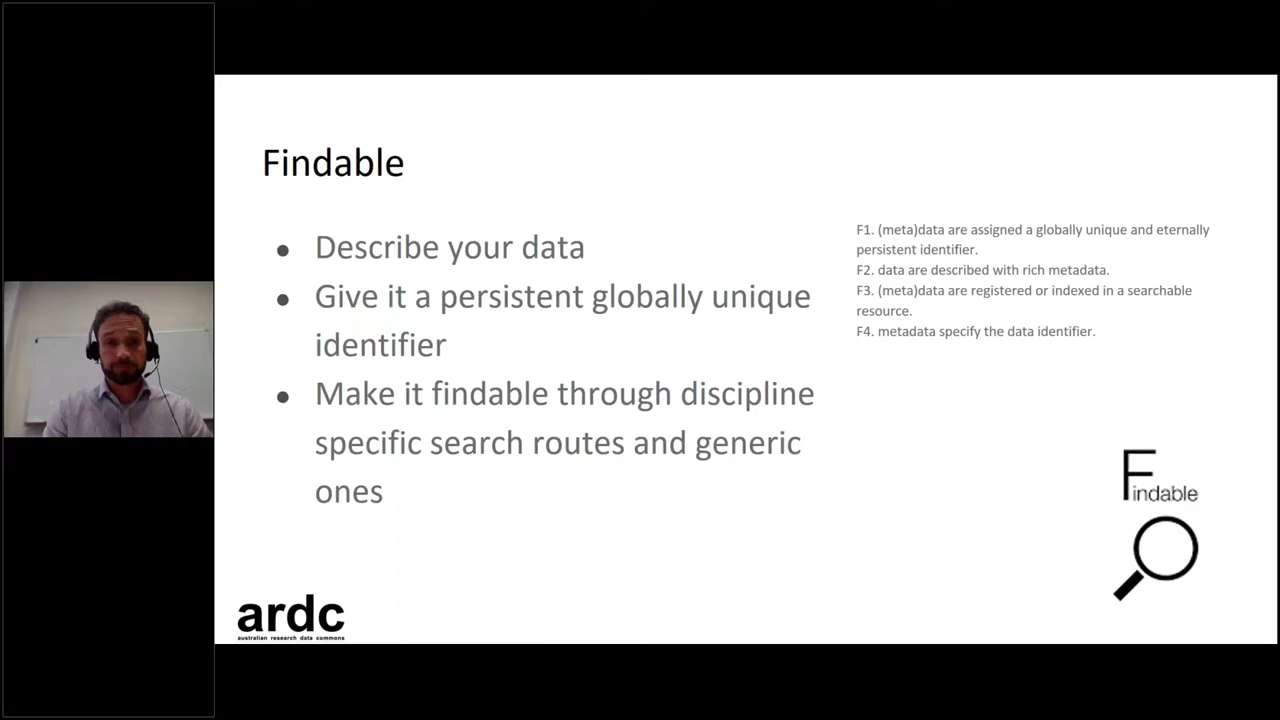 Findable
● Describe your data
● Give it a persistent globally unique
identifier
● Make it findable through discipline
specific search routes and generic
ones
F1. (meta)data are assigned a globally unique and eternally
persistent identifier.
F2. data are described with rich metadata.
F3. (meta)data are registered or indexed in a searchable
resource.
F4. metadata specify the data identifier.
Findable
ardc
australian research data commons